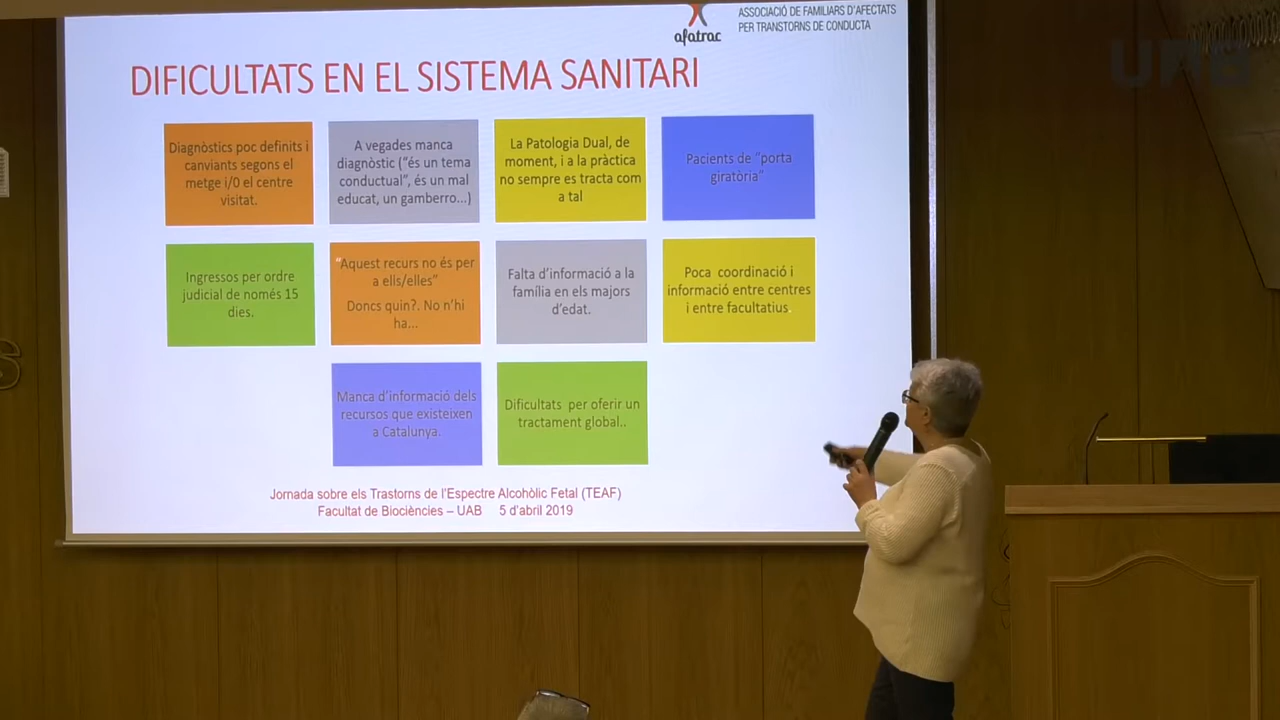 afatrac
ASSOCIACIÓ DE FAMILIARS D'AFECTATS
PER TRANSTORNS DE CONDUCTA
UAB
DIFICULTATS EN EL SISTEMA SANITARI
Diagnòstics poc definits i
canviants segons el
metge i/0 el centre
visitat.
A vegades manca
diagnòstic ("és un tema
conductual", és un mal
educat, un gamberro...)
La Patologia Dual, de
moment, i a la pràctica
no sempre es tracta com
a tal
Pacients de "porta
giratòria"
Ingressos per ordre
judicial de només 15
dies.
"Aquest recurs no és per
a ells/elles"
Doncs quin?. No n'hi
ha...
Falta d'informació a la
família en els majors
d'edat.
Poca coordinació i
informació entre centres
i entre facultatius.
Manca d'informació dels
recursos que existeixen
a Catalunya.
Dificultats per oferir un
tractament global..
Jornada sobre els Trastorns de l'Espectre Alcohòlic Fetal (TEAF)
Facultat de Biociències – UAB 5 d'abril 2019